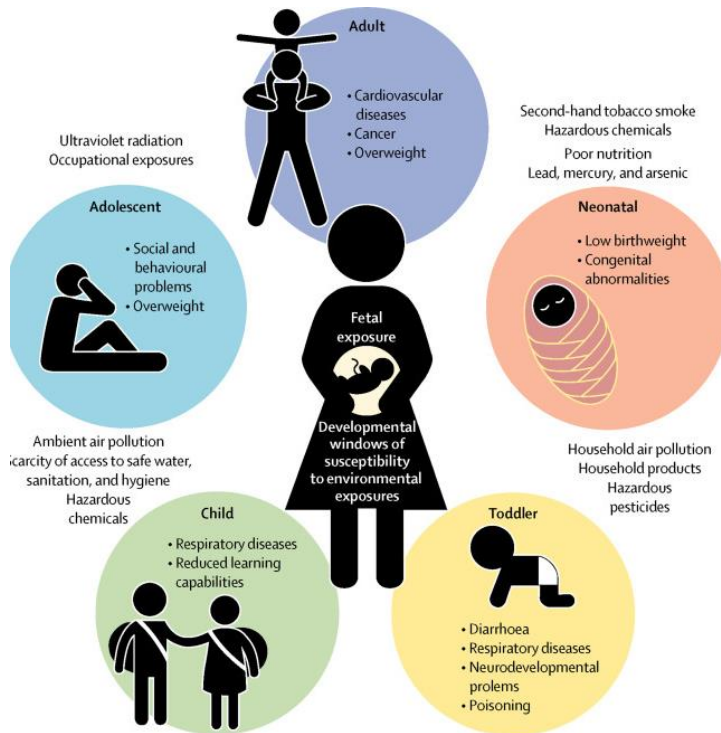 Adult
• Cardiovascular
diseases
• Cancer
• Overweight
Second-hand tobacco smoke
Hazardous chemicals
Poor nutrition
Lead, mercury, and arsenic
Neonatal
• Low birthweight
• Congenital
abnormalities
Household air pollution
Household products
Hazardous
pesticides
Toddler
• Diarrhoea
• Respiratory diseases
• Neurodevelopmental
prolems
• Poisoning
Child
• Respiratory diseases
• Reduced learning
capabilities
Ambient air pollution
carcity of access to safe water,
sanitation, and hygiene
Hazardous
chemicals
Adolescent
• Social and
behavioural
problems
• Overweight
Ultraviolet radiation
Occupational exposures
Fetal
exposure
Developmental
windows of
susceptibility
to environmental
exposures